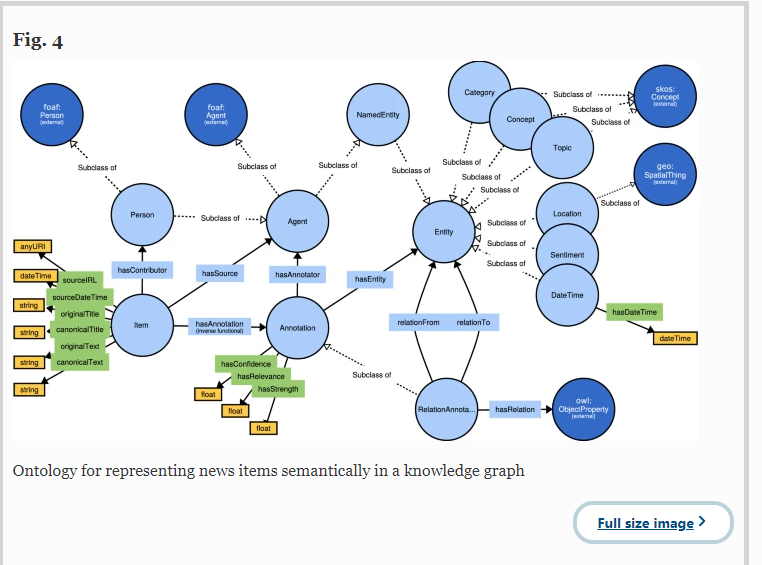 Fig. 4
foaf:
Person
(external)
foaf:
Agent
(external)
NamedEntity
Category
Concept
Topic
Subclass of
Subclass of
Subclass of
skos:
Concept
(external)
Subclass of
Subclass of
Subclass of
Subclass of
Subclass of
Subclass of
Subclass of
geo:
SpatialThing
(external)
Subclass of
Person
Subclass of
Agent
Entity
Subclass of
Subclass of
Subclass of
Location
Sentiment
DateTime
anyURI
dateTime
string
string
string
string
sourceIRL
sourceDateTime
originalTitle
canonicalTitle
originalText
canonicalText
hasContributor
hasSource
hasAnnotator
hasEntity
Item
hasAnnotation
(inverse functional)
Annotation
relationFrom
relationTo
hasDateTime
dateTime
hasConfidence
hasRelevance
hasStrength
float
float
float
Subclass of
RelationAnnota...
hasRelation
owl:
ObjectProperty
(external)
Ontology for representing news items semantically in a knowledge graph
Full size image